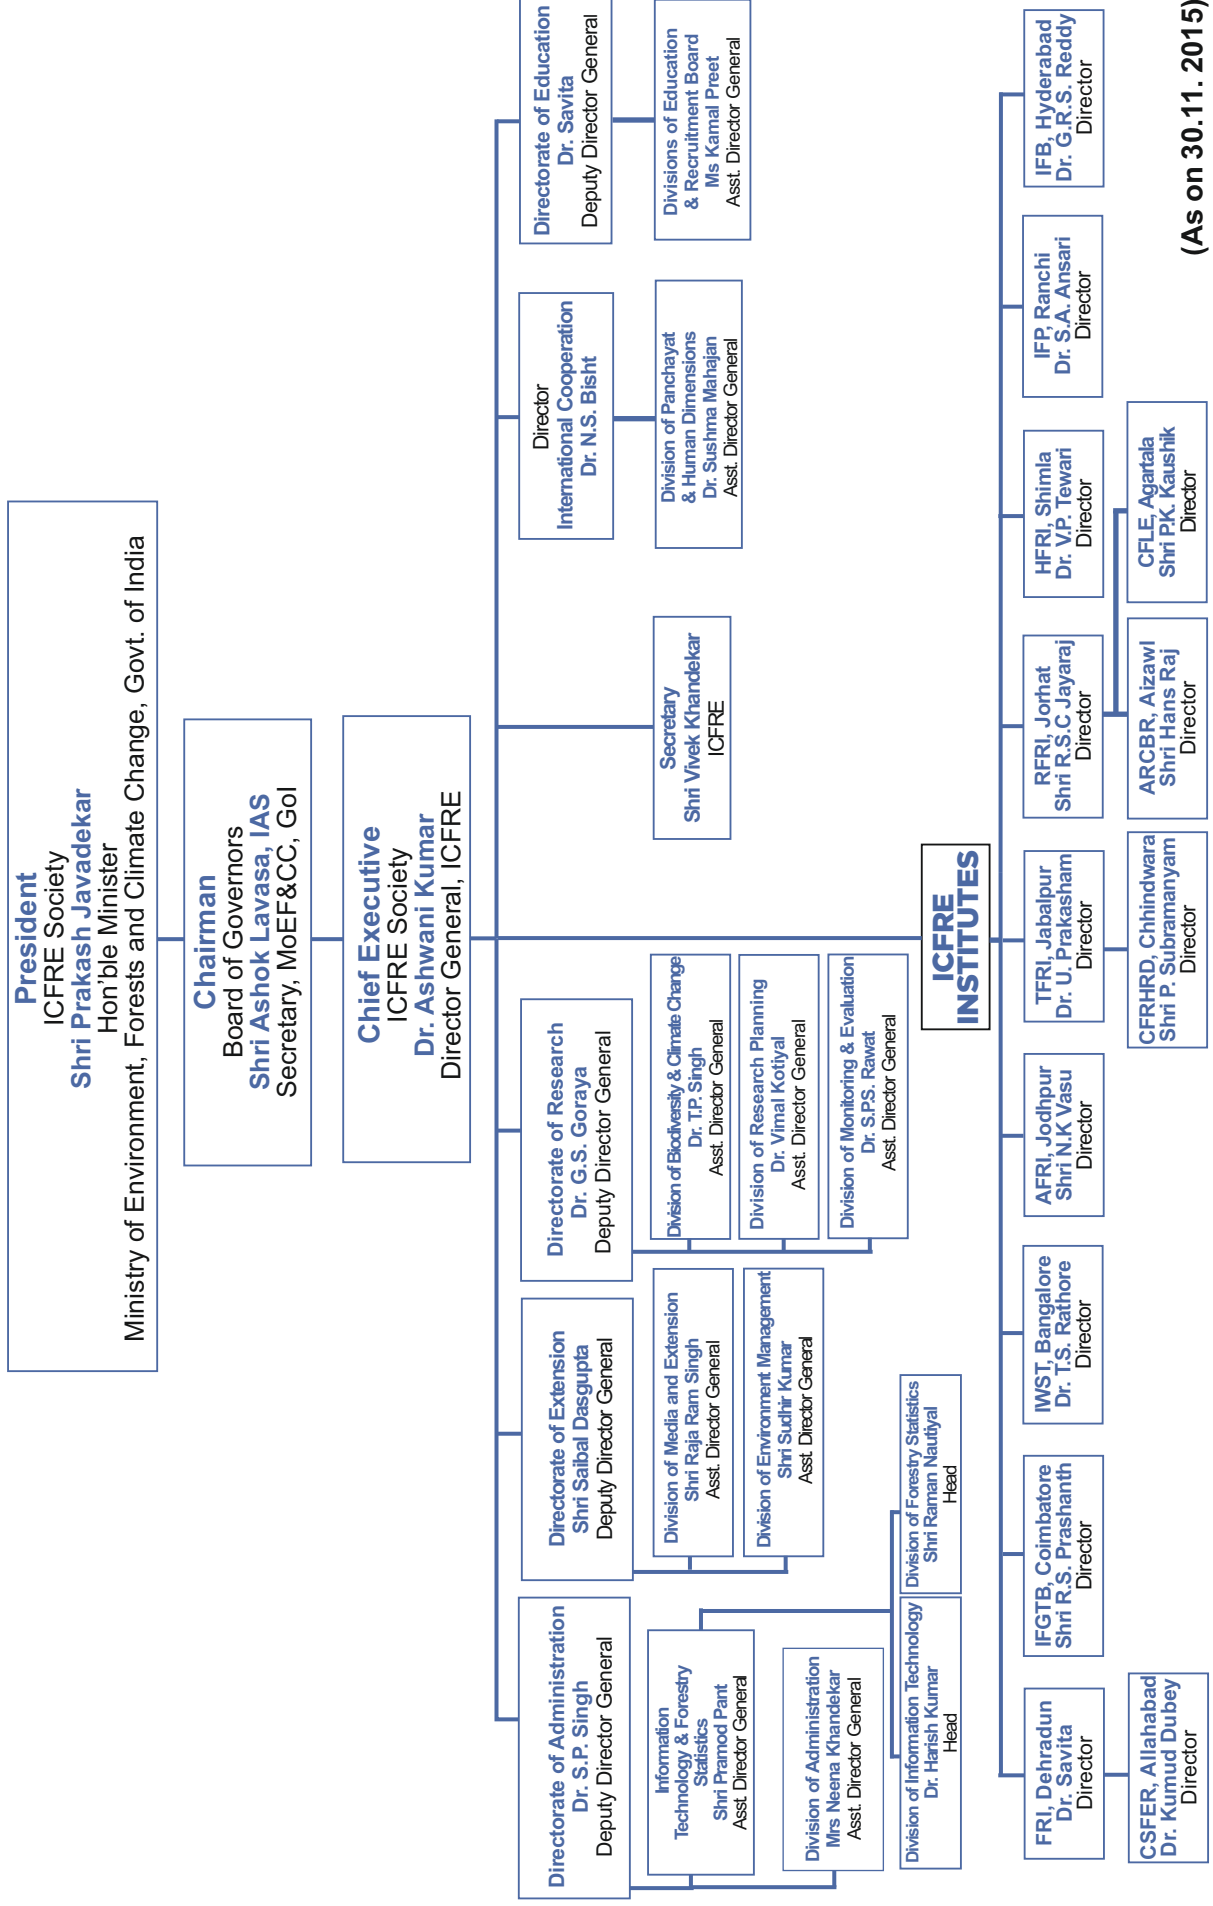 President
ICFRE Society
Shri Prakash Javadekar
Hon'ble Minister
Ministry of Environment, Forests and Climate Change, Govt. of India
Chairman
Board of Governors
Shri Ashok Lavasa, IAS
Secretary, MoEF&CC, GoI
Chief Executive
ICFRE Society
Dr. Ashwani Kumar
Director General, ICFRE
Directorate of Administration
Dr. S.P. Singh
Deputy Director General
Directorate of Extension
Shri Saibal Dasgupta
Deputy Director General
Directorate of Research
Dr. G.S. Goraya
Deputy Director General
Director
International Cooperation
Dr. N.S. Bisht
Directorate of Education
Dr. Savita
Deputy Director General
Information
Technology & Forestry
Statistics
Shri Pramod Pant
Asst. Director General
Division of Administration
Mrs Neena Khandekar
Asst. Director General
Division of Information Technology
Dr. Harish Kumar
Head
Division of Forestry Statistics
Shri Raman Nautiyal
Head
Division of Media and Extension
Shri Raja Ram Singh
Asst. Director General
Division of Environment Management
Shri Sudhir Kumar
Asst. Director General
Division of Biodiversity & Climate Change
Dr. T.P. Singh
Asst. Director General
Division of Research Planning
Dr. Vimal Kotiyal
Asst. Director General
Division of Monitoring & Evaluation
Dr. S.P.S. Rawat
Asst. Director General
Secretary
Shri Vivek Khandekar
ICFRE
Division of Panchayat
& Human Dimensions
Dr. Sushma Mahajan
Asst. Director General
Divisions of Education
& Recruitment Board
Ms Kamal Preet
Asst. Director General
ICFRE
INSTITUTES
FRI, Dehradun
Dr. Savita
Director
IFGTB, Coimbatore
Shri R.S. Prashanth
Director
IWST, Bangalore
Dr. T.S. Rathore
Director
AFRI, Jodhpur
Shri N.K Vasu
Director
TFRI, Jabalpur
Dr. U. Prakasham
Director
RFRI, Jorhat
Shri R.S.C Jayaraj
Director
HFRI, Shimla
Dr. V.P. Tewari
Director
IFP, Ranchi
Dr. S.A. Ansari
Director
IFB, Hyderabad
Dr. G.R.S. Reddy
Director
CSFER, Allahabad
Dr. Kumud Dubey
Director
CFRHRD, Chhindwara
Shri P. Subramanyam
Director
ARCBR, Aizawl
Shri Hans Raj
Director
CFLE, Agartala
Shri P.K. Kaushik
Director
(As on 30.11. 2015)